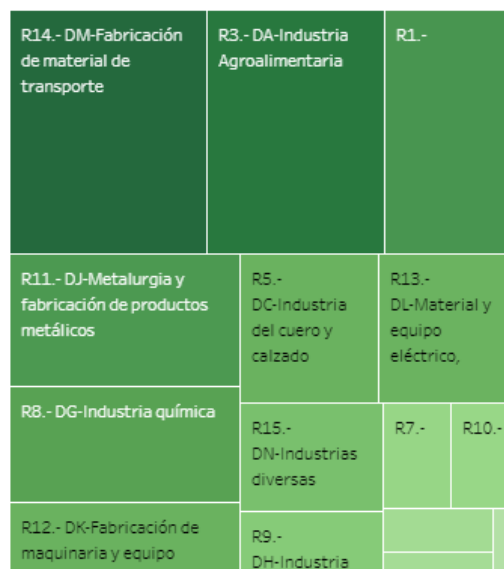 R14.- DM-Fabricación
de material de
transporte
R3.- DA-Industria
Agroalimentaria
R1.-
R11.- DJ-Metalurgia y
fabricación de productos
metálicos
R5.-
DC-Industria
del cuero y
calzado
R13.-
DL-Material y
equipo
eléctrico,
R8.- DG-Industria química
R15.-
DN-Industrias
diversas
R7.-
R10.-
R12.- DK-Fabricación de
maquinaria y equipo
R9.-
DH-Industria